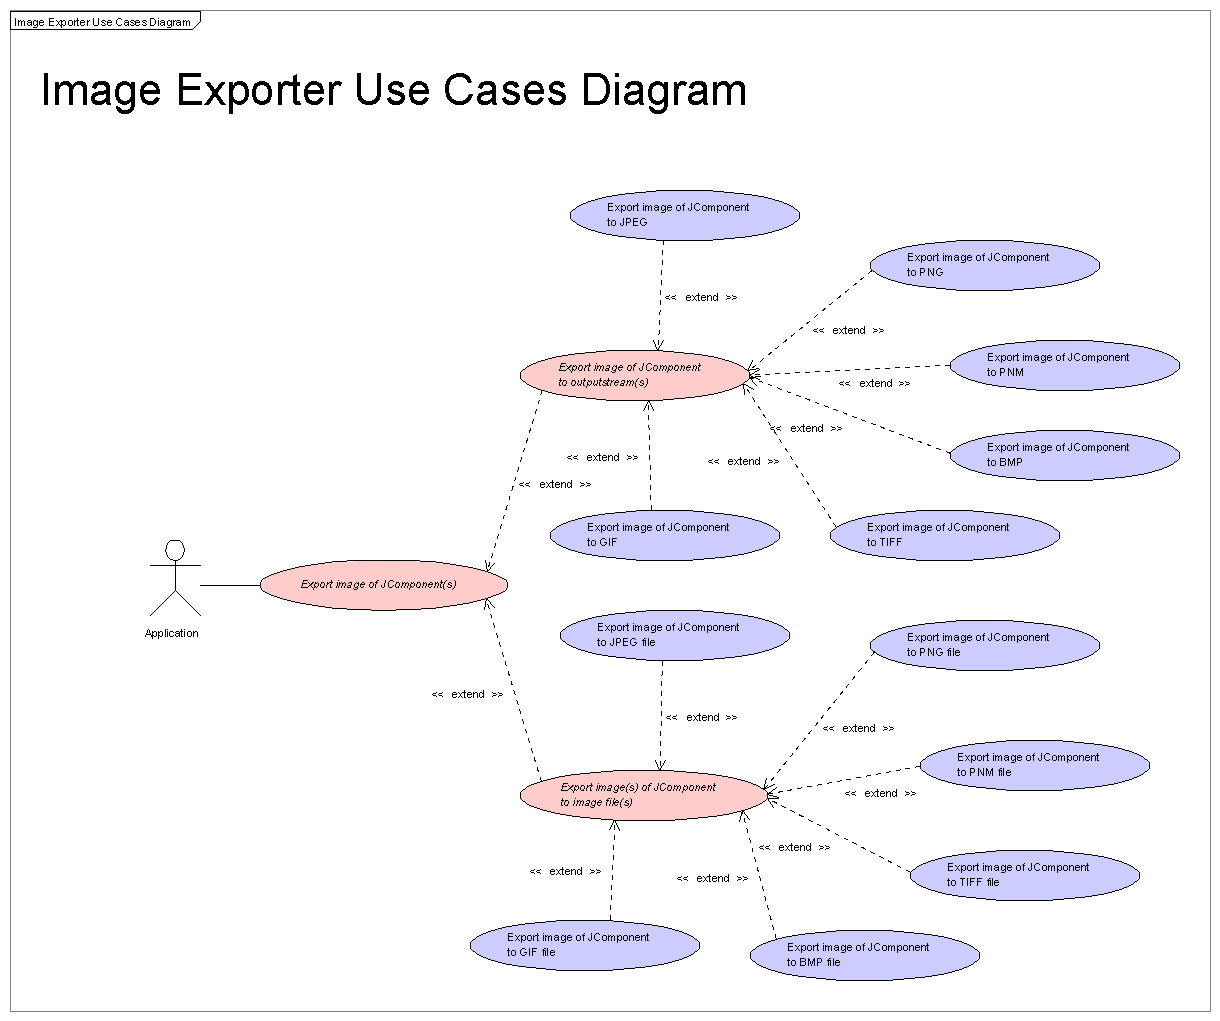 Image Exporter Use Cases Diagram
Image Exporter Use Cases Diagram
Export image of JComponent
to JPEG
Export image of JComponent
to PNG
<< extend >>
<< extend >>
Export image of JComponent
to PNM
Export image of JComponent
to outputstream(s)
<< extend >>
<< extend >>
Export image of JComponent
to BMP
<< extend >>
<< extend >>
<< extend >>
Export image of JComponent
to GIF
Export image of JComponent
to TIFF
Export image of JComponent(s)
Application
Export image of JComponent
to JPEG file
Export image of JComponent
to PNG file
<< extend >>
<< extend >>
<< extend >>
Export image of JComponent
to PNM file
Export image(s) of JComponent
to image file(s)
<< extend >>
<< extend >>
Export image of JComponent
to TIFF file
<< extend >>
<< extend >>
Export image of JComponent
to GIF file
Export image of JComponent
to BMP file